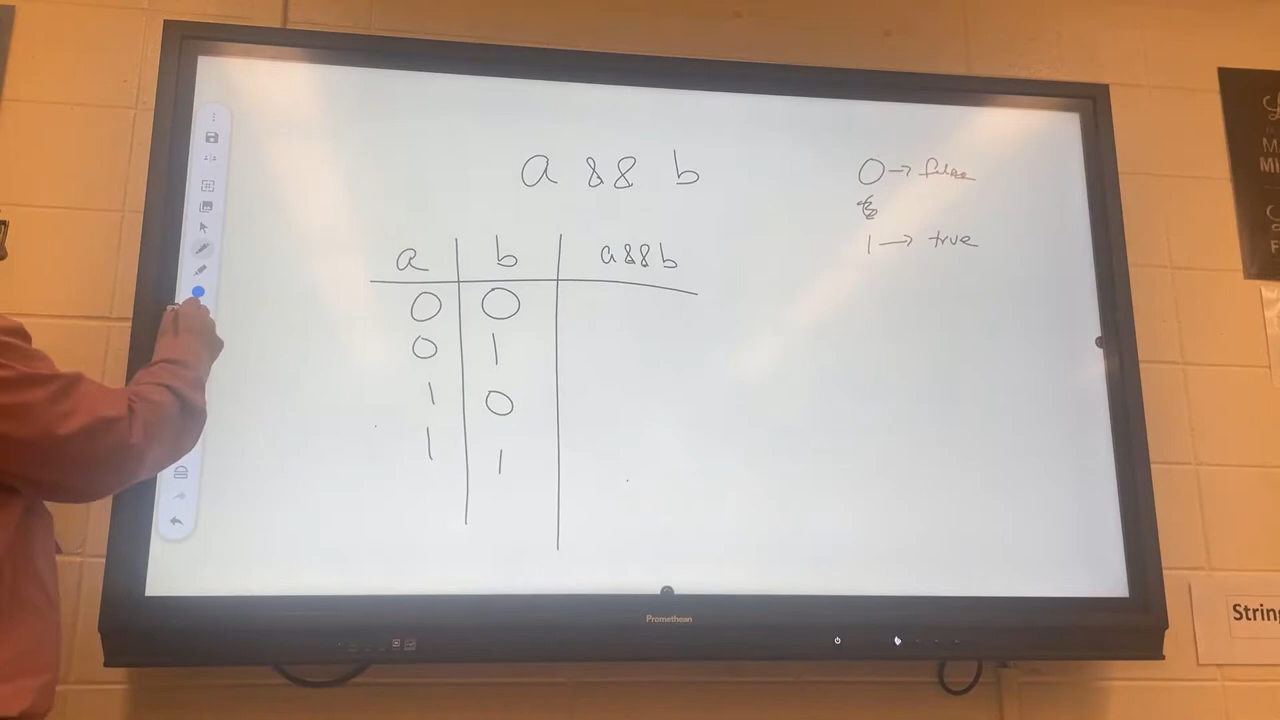 a && b
0 → false
1 → true
a b a&&b
0 0
0 1
1 0
1 1
Promethean
String